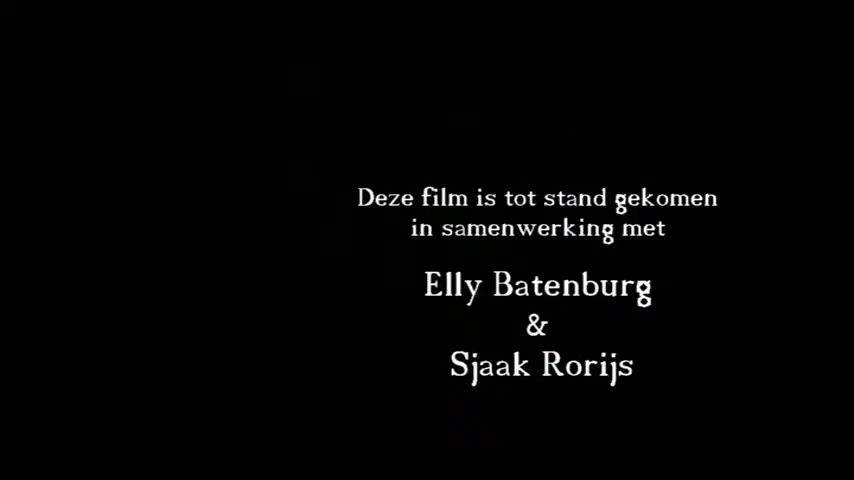 Deze film is tot stand gekomen
in samenwerking met
Elly Batenburg
&
Sjaak Rorijs